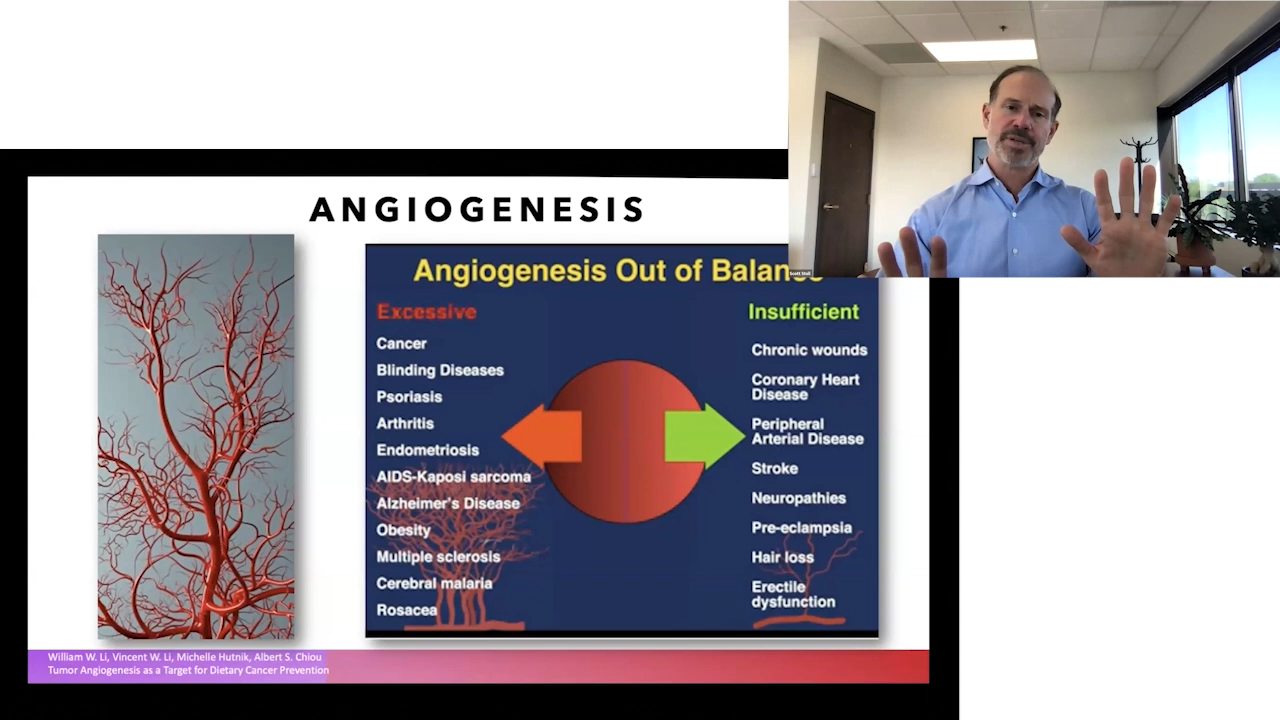 ANGIOGENESIS
Angiogenesis Out of Balance
Excessive
Cancer
Blinding Diseases
Psoriasis
Arthritis
Endometriosis
AIDS-Kaposi sarcoma
Alzheimer's Disease
Obesity
Multiple sclerosis
Cerebral malaria
Rosacea
Insufficient
Chronic wounds
Coronary Heart
Disease
Peripheral
Arterial Disease
Stroke
Neuropathies
Pre-eclampsia
Hair loss
Erectile
dysfunction
William W. Li, Vincent W. Li, Michelle Hutnik, Albert S. Chiou
Tumor Angiogenesis as a Target for Dietary Cancer Prevention
Scott Stoll